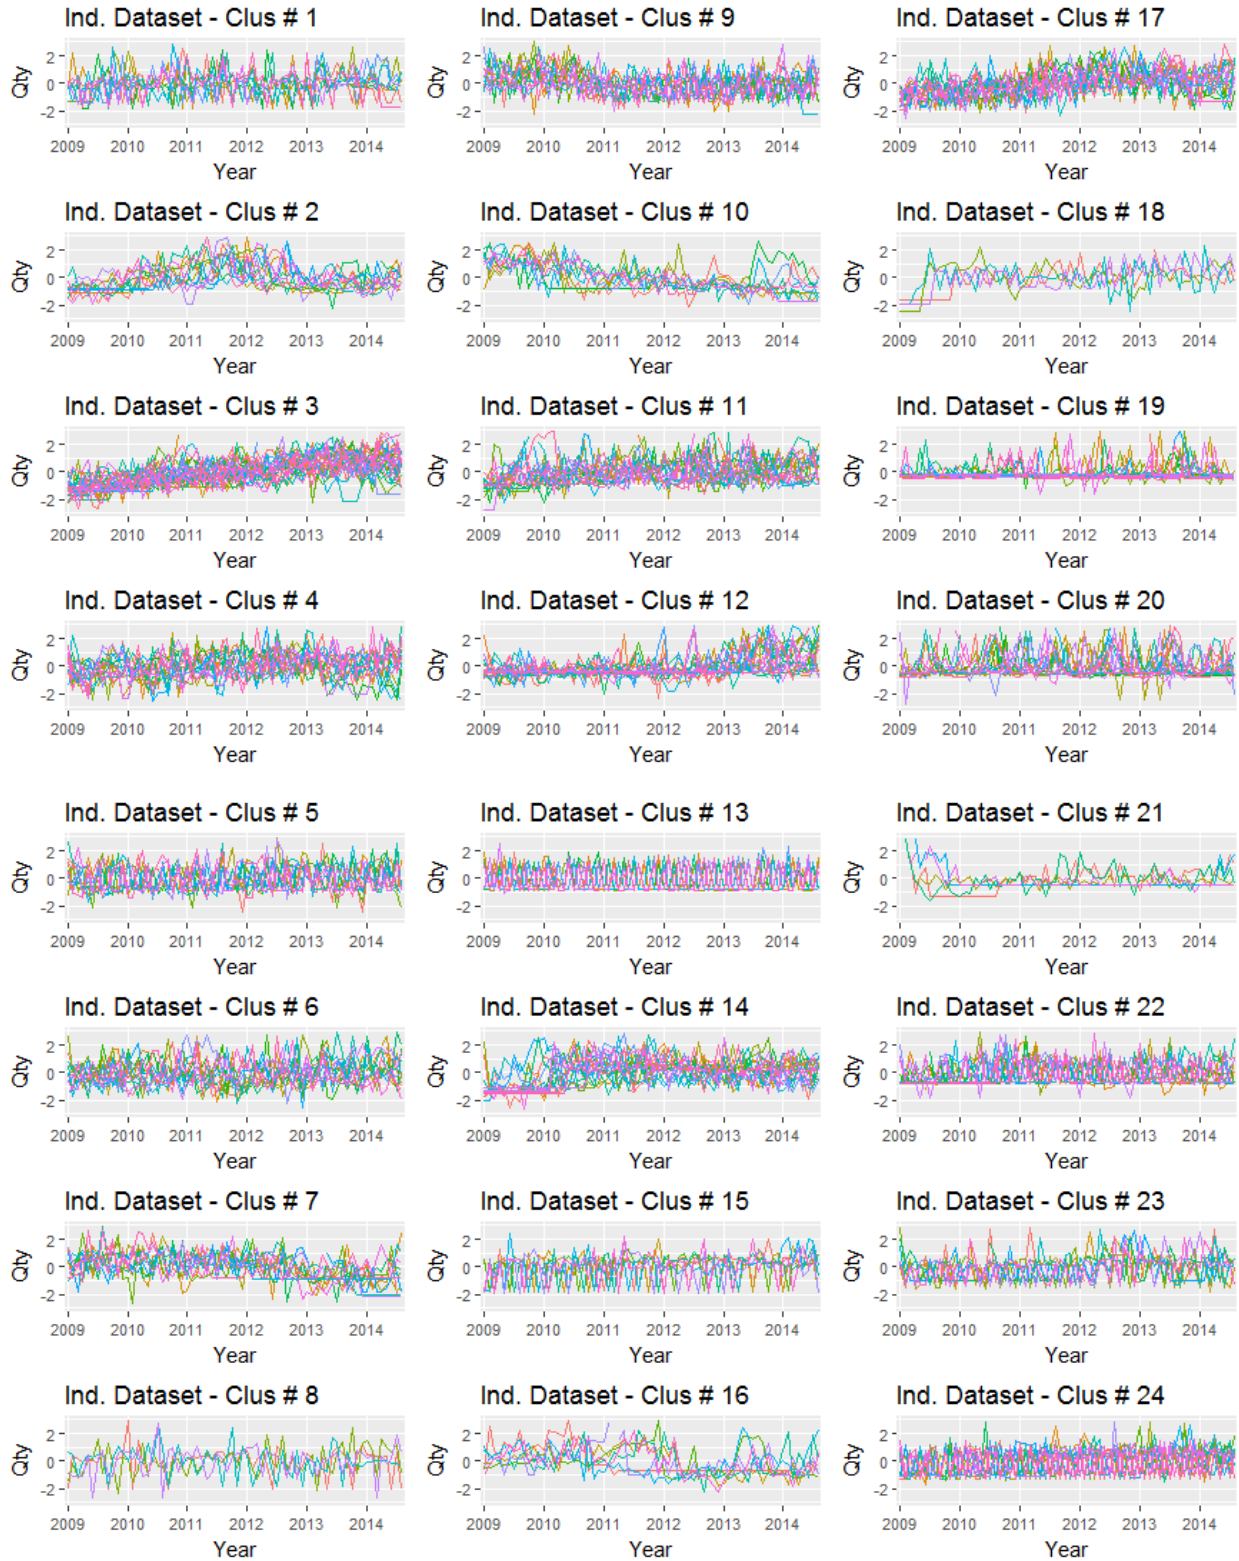 Ind. Dataset - Clus # 1
Qty
2
0
-2
2009 2010 2011 2012 2013 2014
Year
Ind. Dataset - Clus # 9
Qty
2
0
-2
2009 2010 2011 2012 2013 2014
Year
Ind. Dataset - Clus # 17
Qty
2
0
-2
2009 2010 2011 2012 2013 2014
Year
Ind. Dataset - Clus # 2
Qty
2
0
-2
2009 2010 2011 2012 2013 2014
Year
Ind. Dataset - Clus # 10
Qty
2
0
-2
2009 2010 2011 2012 2013 2014
Year
Ind. Dataset - Clus # 18
Qty
2
0
-2
2009 2010 2011 2012 2013 2014
Year
Ind. Dataset - Clus # 3
Qty
2
0
-2
2009 2010 2011 2012 2013 2014
Year
Ind. Dataset - Clus # 11
Qty
2
0
-2
2009 2010 2011 2012 2013 2014
Year
Ind. Dataset - Clus # 19
Qty
2
0
-2
2009 2010 2011 2012 2013 2014
Year
Ind. Dataset - Clus # 4
Qty
2
0
-2
2009 2010 2011 2012 2013 2014
Year
Ind. Dataset - Clus # 12
Qty
2
0
-2
2009 2010 2011 2012 2013 2014
Year
Ind. Dataset - Clus # 20
Qty
2
0
-2
2009 2010 2011 2012 2013 2014
Year
Ind. Dataset - Clus # 5
Qty
2
0
-2
2009 2010 2011 2012 2013 2014
Year
Ind. Dataset - Clus # 13
Qty
2
0
-2
2009 2010 2011 2012 2013 2014
Year
Ind. Dataset - Clus # 21
Qty
2
0
-2
2009 2010 2011 2012 2013 2014
Year
Ind. Dataset - Clus # 6
Qty
2
0
-2
2009 2010 2011 2012 2013 2014
Year
Ind. Dataset - Clus # 14
Qty
2
0
-2
2009 2010 2011 2012 2013 2014
Year
Ind. Dataset - Clus # 22
Qty
2
0
-2
2009 2010 2011 2012 2013 2014
Year
Ind. Dataset - Clus # 7
Qty
2
0
-2
2009 2010 2011 2012 2013 2014
Year
Ind. Dataset - Clus # 15
Qty
2
0
-2
2009 2010 2011 2012 2013 2014
Year
Ind. Dataset - Clus # 23
Qty
2
0
-2
2009 2010 2011 2012 2013 2014
Year
Ind. Dataset - Clus # 8
Qty
2
0
-2
2009 2010 2011 2012 2013 2014
Year
Ind. Dataset - Clus # 16
Qty
2
0
-2
2009 2010 2011 2012 2013 2014
Year
Ind. Dataset - Clus # 24
Qty
2
0
-2
2009 2010 2011 2012 2013 2014
Year